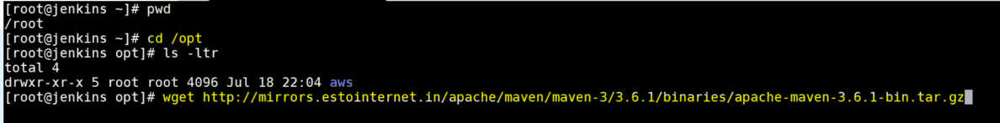 [root@jenkins ~]# pwd
/root
[root@jenkins ~]# cd /opt
[root@jenkins opt]# ls -ltr
total 4
drwxr-xr-x 5 root root 4096 Jul 18 22:04 aws
[root@jenkins opt]# wget http://mirrors.estointernet.in/apache/maven/maven-3/3.6.1/binaries/apache-maven-3.6.1-bin.tar.gz